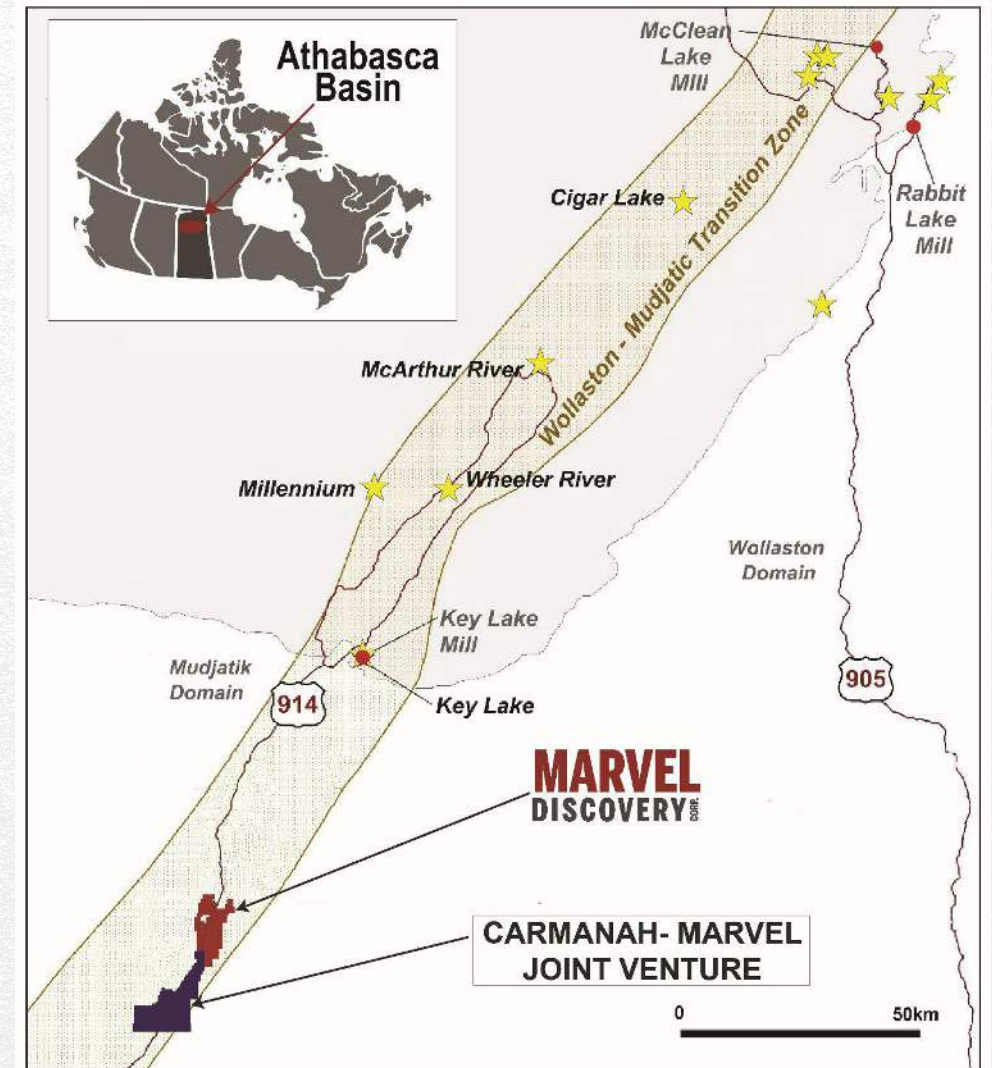 Athabasca
Basin
McClean
Lake
Mill
Rabbit
Lake
Mill
Cigar Lake
Wollaston - Mudjatic Transition Zone
McArthur River
Millennium
Wheeler River
Wollaston
Domain
Key Lake
Mill
Mudjatik
Domain
914
905
Key Lake
MARVEL
DISCOVERY CORP.
CARMANAH- MARVEL
JOINT VENTURE
0
50km